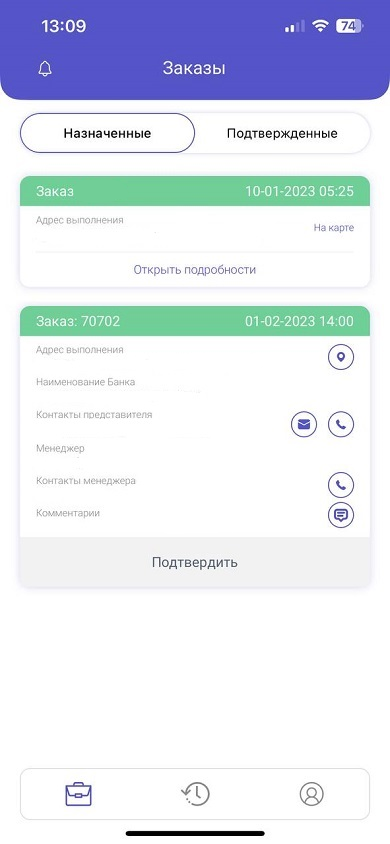 13:09
74
Заказы
Назначенные
Подтвержденные
Заказ 10-01-2023 05:25
Адрес выполнения
На карте
Открыть подробности
Заказ: 70702 01-02-2023 14:00
Адрес выполнения
Наименование Банка
Контакты представителя
Менеджер
Контакты менеджера
Комментарии
Подтвердить